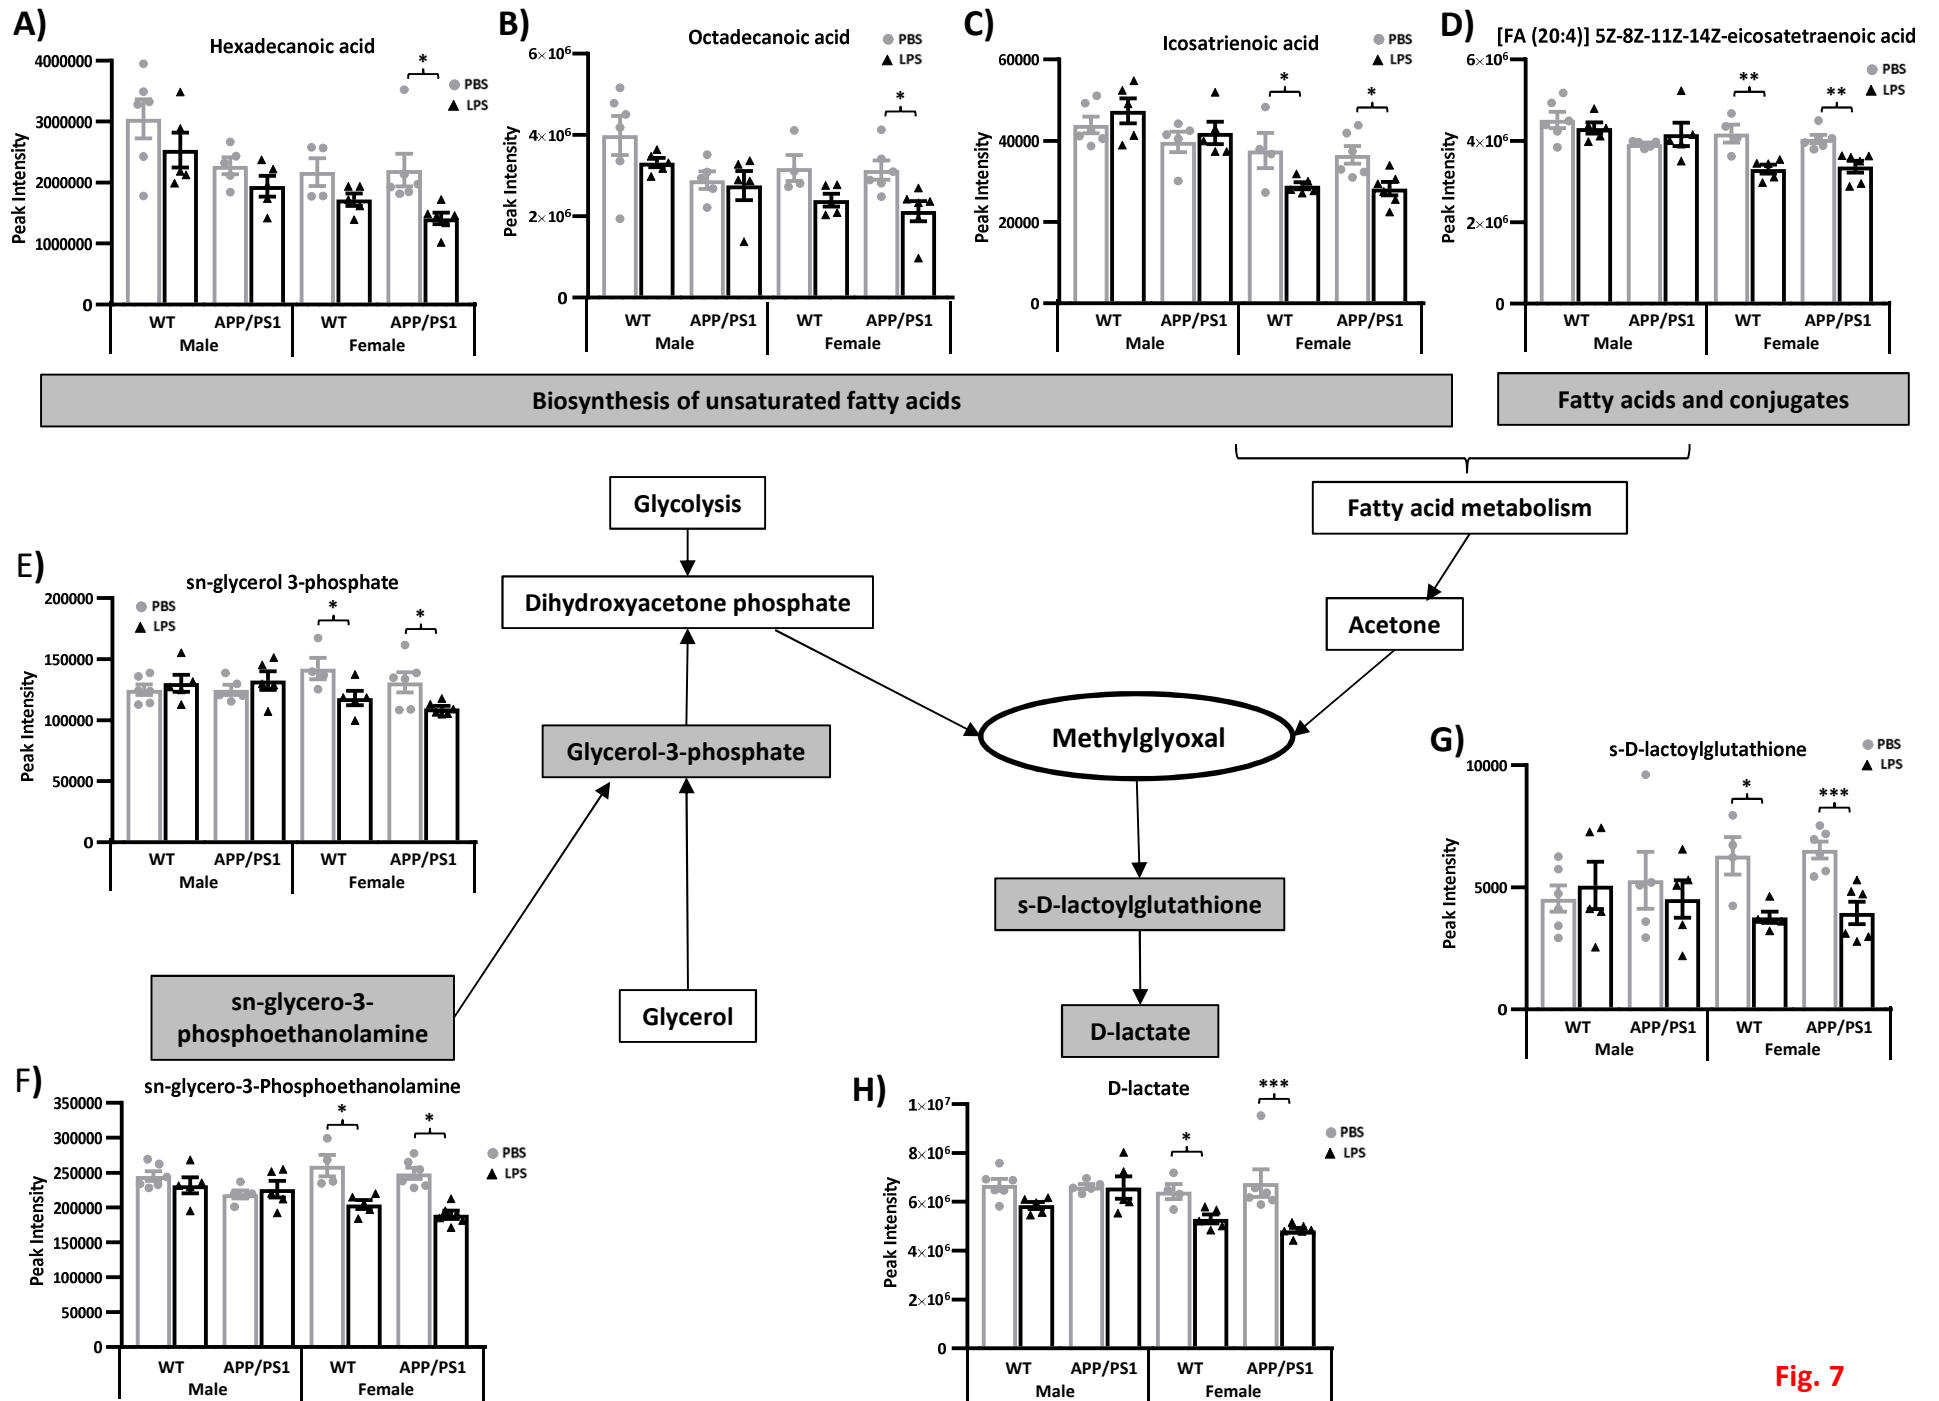 A)
Hexadecanoic acid
PBS
LPS
*
Peak Intensity
4000000
3000000
2000000
1000000
0
WT APP/PS1 WT APP/PS1
Male Female
B)
Octadecanoic acid
PBS
LPS
*
Peak Intensity
6×10⁶
4×10⁶
2×10⁶
0
WT APP/PS1 WT APP/PS1
Male Female
C)
Icosatrienoic acid
PBS
LPS
* *
Peak Intensity
60000
40000
20000
0
WT APP/PS1 WT APP/PS1
Male Female
D)
[FA (20:4)] 5Z-8Z-11Z-14Z-eicosatetraenoic acid
PBS
LPS
** **
Peak Intensity
6×10⁶
4×10⁶
2×10⁶
0
WT APP/PS1 WT APP/PS1
Male Female
Biosynthesis of unsaturated fatty acids
Fatty acids and conjugates
Glycolysis
Fatty acid metabolism
Dihydroxyacetone phosphate
Acetone
E)
sn-glycerol 3-phosphate
PBS
LPS
* *
Peak Intensity
200000
150000
100000
50000
0
WT APP/PS1 WT APP/PS1
Male Female
Glycerol-3-phosphate
Methylglyoxal
s-D-lactoylglutathione
sn-glycero-3-
phosphoethanolamine
Glycerol
D-lactate
G)
s-D-lactoylglutathione
PBS
LPS
* ***
Peak Intensity
10000
5000
0
WT APP/PS1 WT APP/PS1
Male Female
F)
sn-glycero-3-Phosphoethanolamine
PBS
LPS
* *
Peak Intensity
350000
300000
250000
200000
150000
100000
50000
0
WT APP/PS1 WT APP/PS1
Male Female
H)
D-lactate
PBS
LPS
* ***
Peak Intensity
1×10⁷
8×10⁶
6×10⁶
4×10⁶
2×10⁶
0
WT APP/PS1 WT APP/PS1
Male Female
Fig. 7